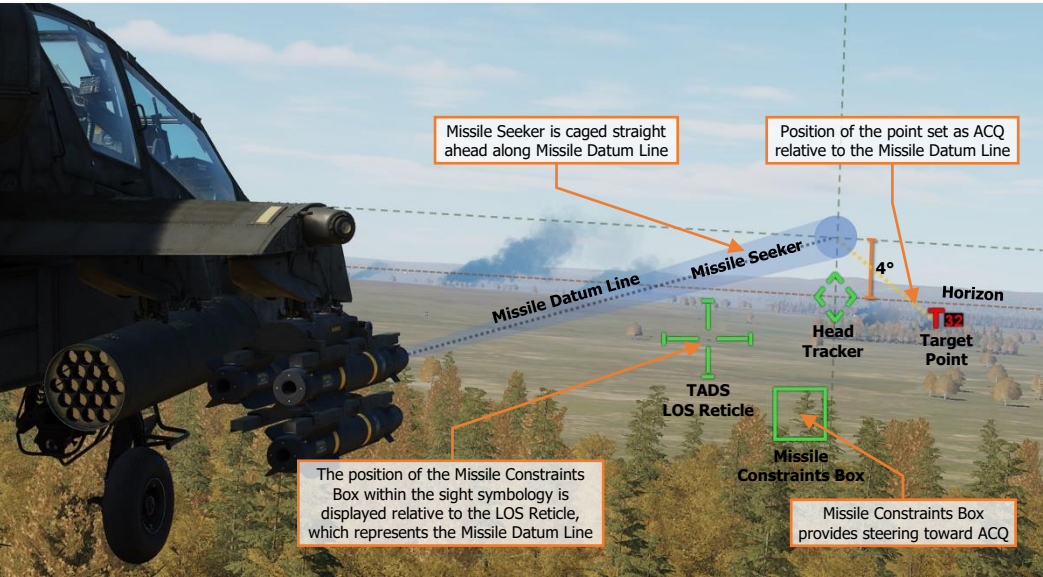 Missile Seeker is caged straight
ahead along Missile Datum Line
Position of the point set as ACQ
relative to the Missile Datum Line
Missile Seeker
Missile Datum Line
4°
Horizon
T32
Head
Tracker
Target
Point
TADS
LOS Reticle
Missile
Constraints Box
The position of the Missile Constraints
Box within the sight symbology is
displayed relative to the LOS Reticle,
which represents the Missile Datum Line
Missile Constraints Box
provides steering toward ACQ